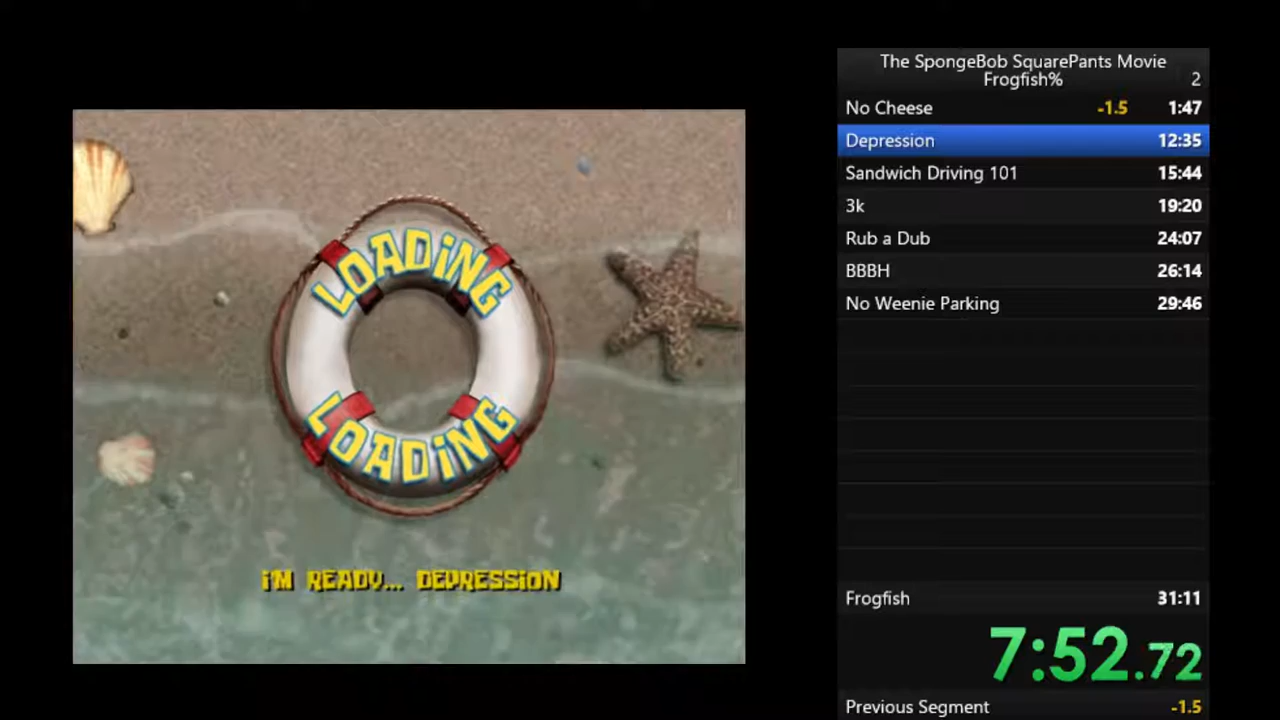 LOADING
LOADING
I'M READY... DEPRESSION
The SpongeBob SquarePants Movie
Frogfish% 2
No Cheese -1.5 1:47
Depression 12:35
Sandwich Driving 101 15:44
3k 19:20
Rub a Dub 24:07
BBBH 26:14
No Weenie Parking 29:46
Frogfish 31:11
7:52.72
Previous Segment -1.5